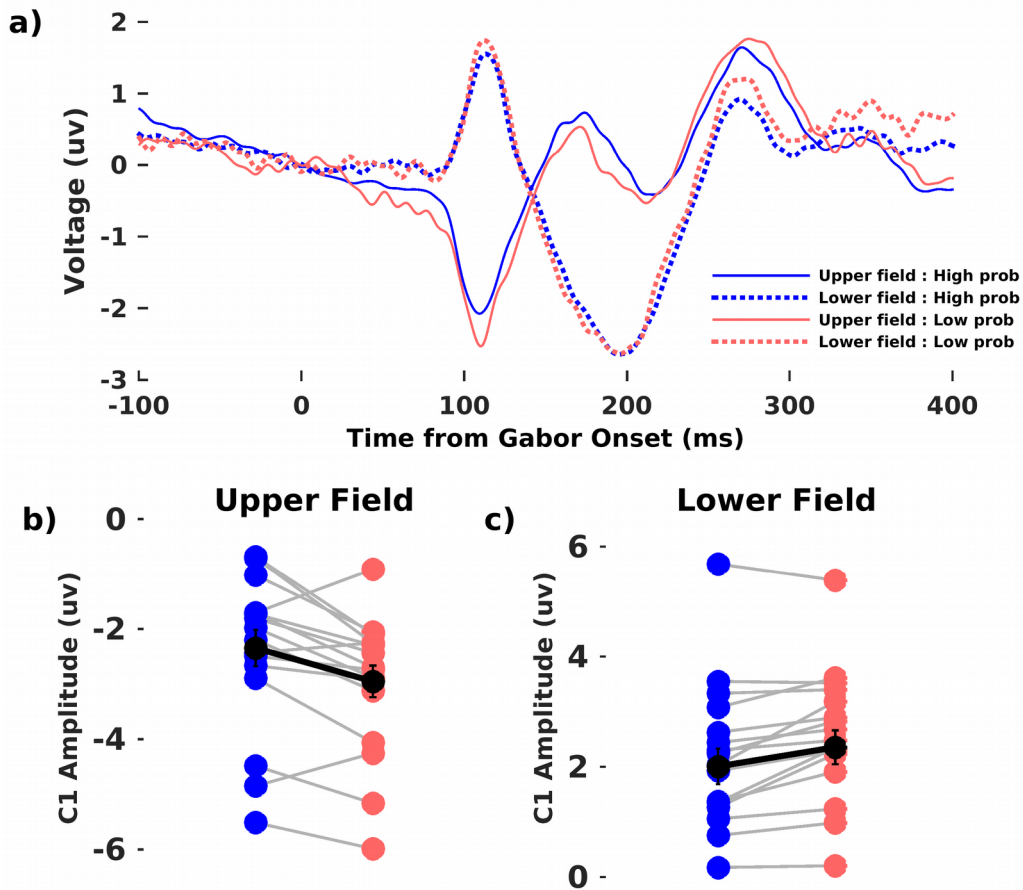 a)
Voltage (uv)
2
1
0
-1
-2
-3
-100 0 100 200 300 400
Time from Gabor Onset (ms)
Upper field : High prob
Lower field : High prob
Upper field : Low prob
Lower field : Low prob
b)
Upper Field
C1 Amplitude (uv)
0
-2
-4
-6
c)
Lower Field
C1 Amplitude (uv)
6
4
2
0